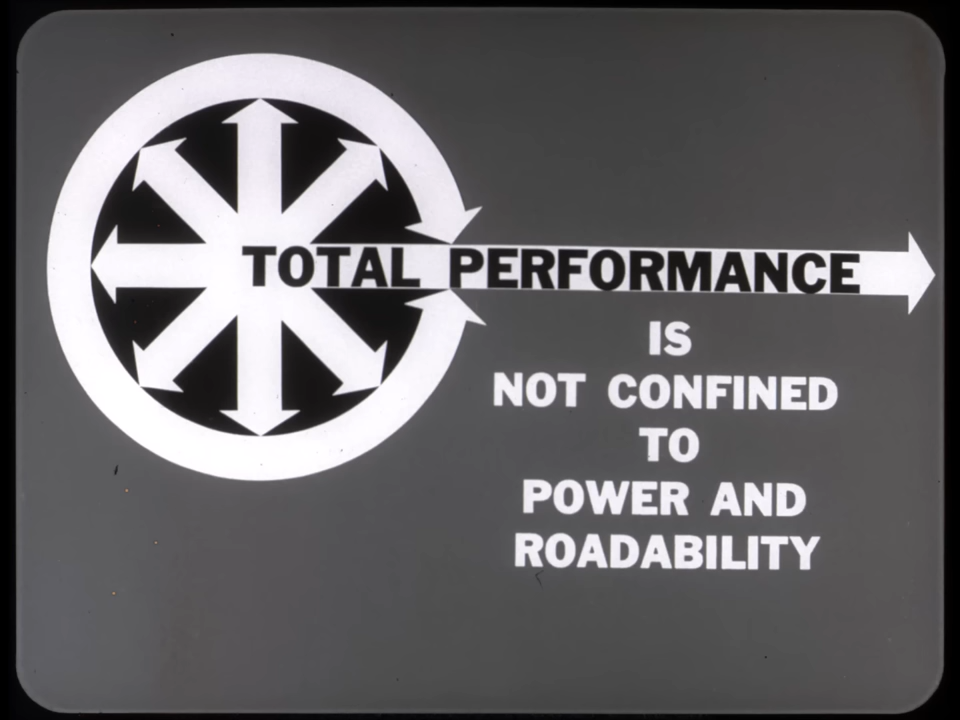 TOTAL PERFORMANCE
IS
NOT CONFINED
TO
POWER AND
ROADABILITY